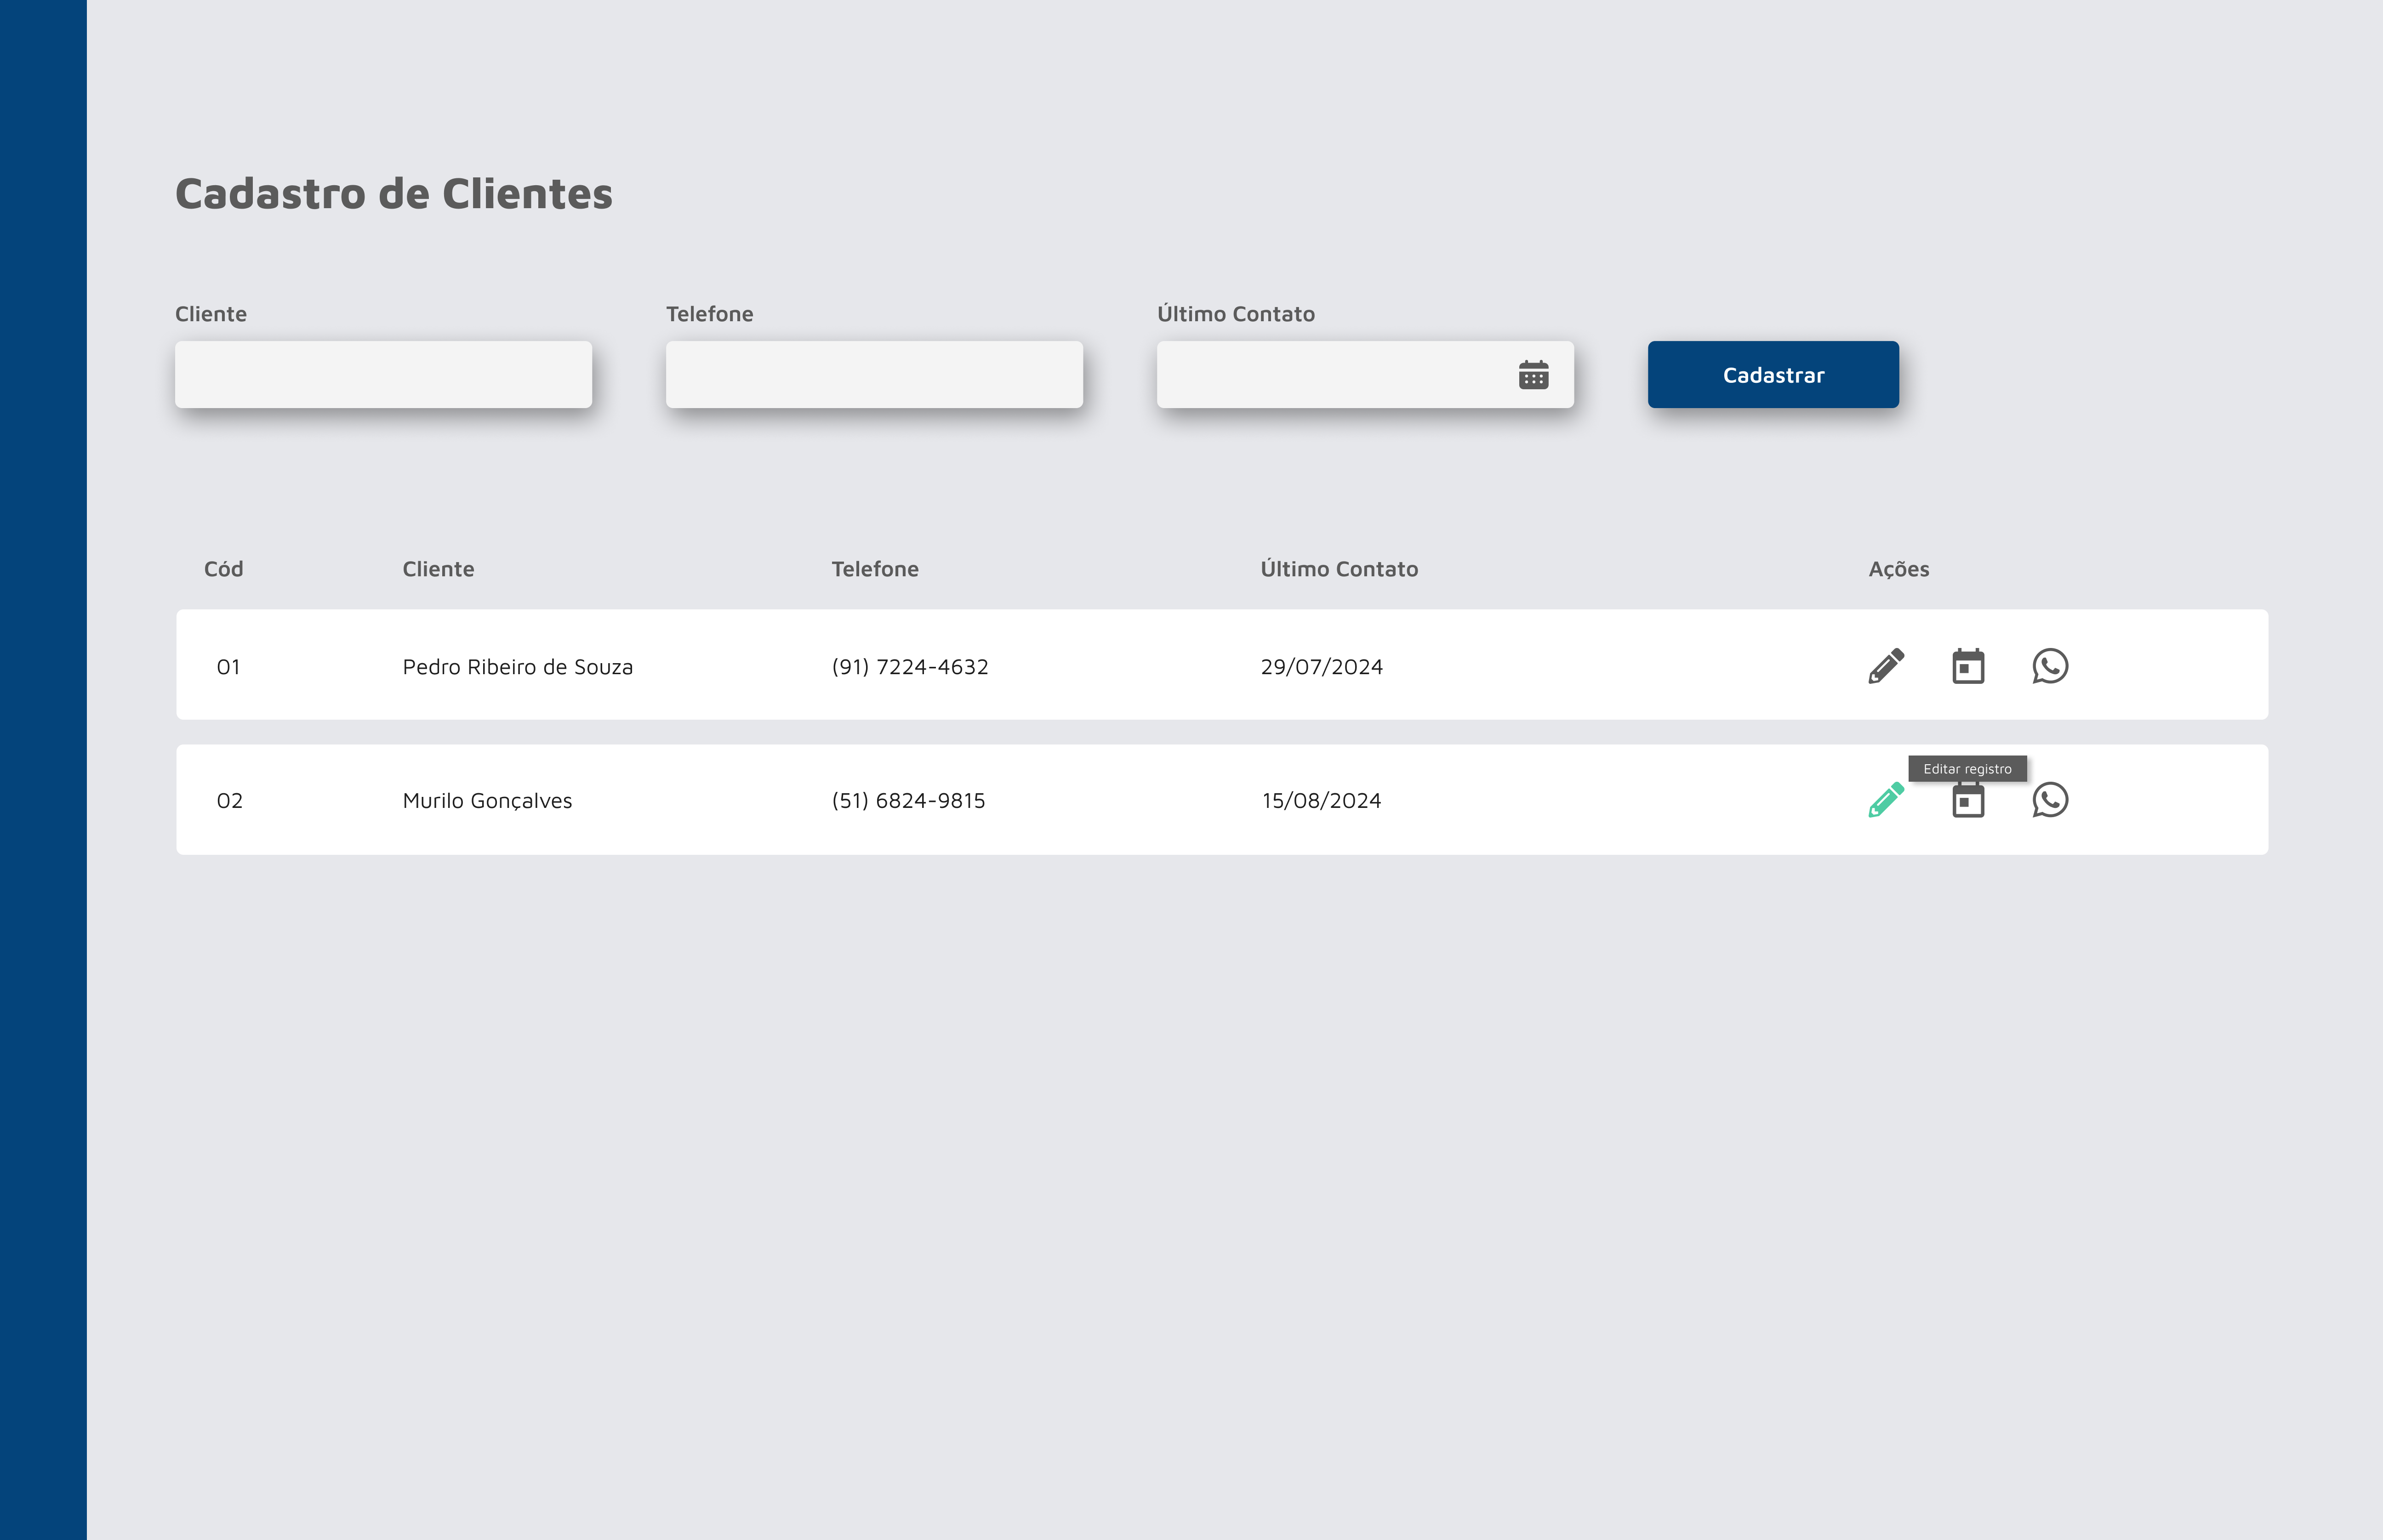 Cadastro de Clientes
Cliente Telefone Último Contato
Cadastrar
Cód Cliente Telefone Último Contato Ações
01 Pedro Ribeiro de Souza (91) 7224-4632 29/07/2024
Editar registro
02 Murilo Gonçalves (51) 6824-9815 15/08/2024